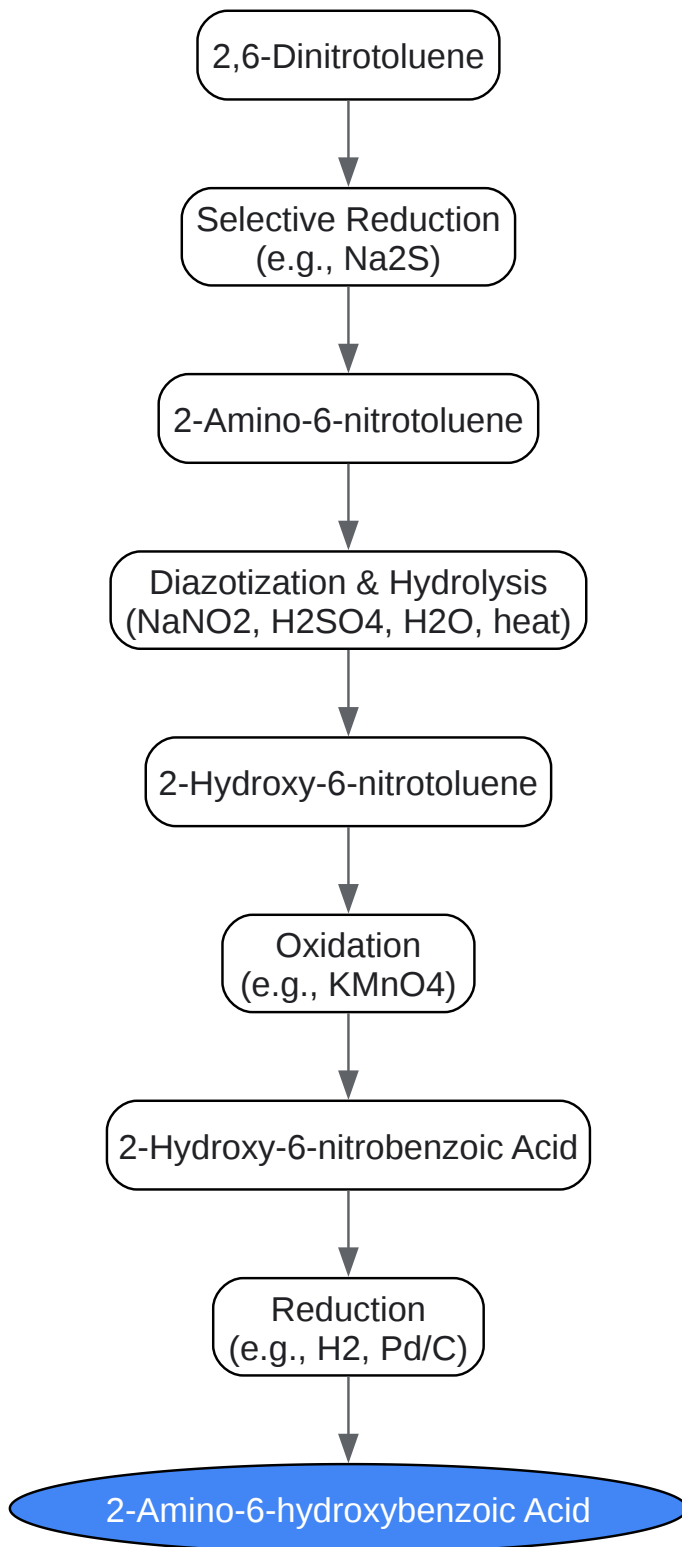 2,6-Dinitrotoluene
Selective Reduction
(e.g., Na2S)
2-Amino-6-nitrotoluene
Diazotization & Hydrolysis
(NaNO2, H2SO4, H2O, heat)
2-Hydroxy-6-nitrotoluene
Oxidation
(e.g., KMnO4)
2-Hydroxy-6-nitrobenzoic Acid
Reduction
(e.g., H2, Pd/C)
2-Amino-6-hydroxybenzoic Acid